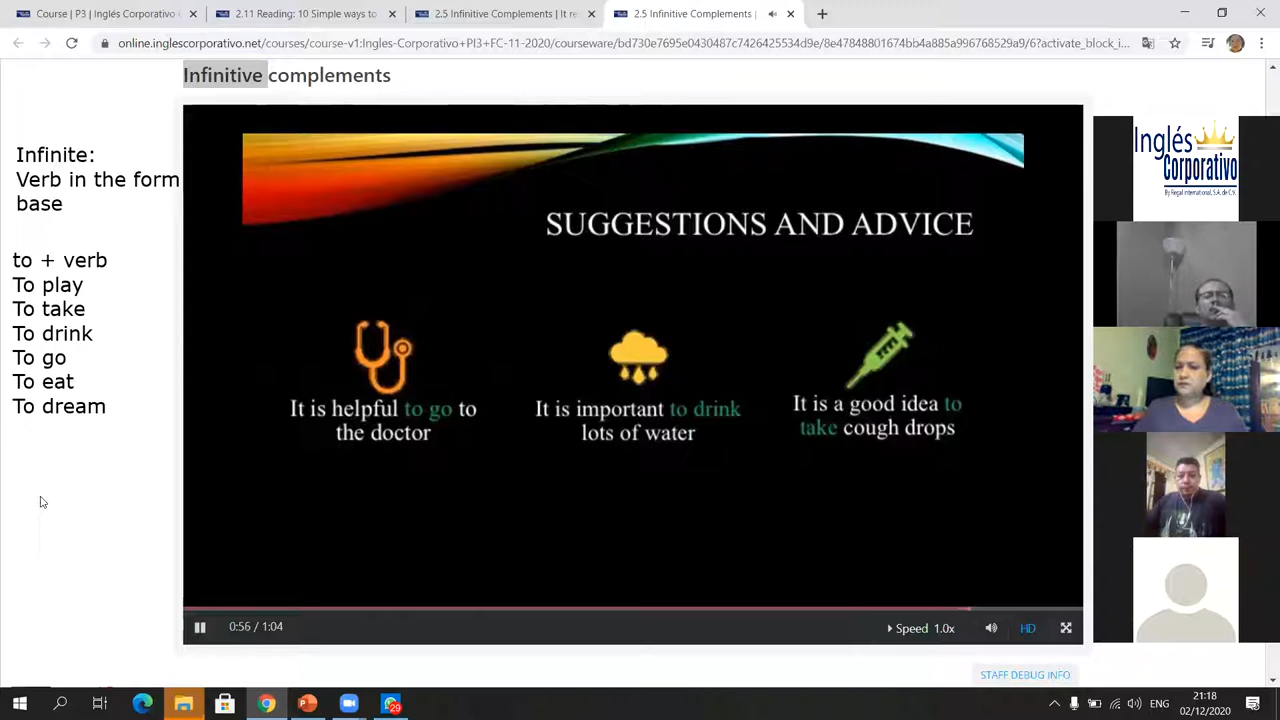 Course | P3 | Inglés Corporativo
2.11 Reading: 10 Simple ways to
2.5 Infinitive Complements | It re
2.5 Infinitive Complements |
online.inglescorporativo.net/courses/course-v1:Ingles-Corporativo+PI3+FC-11-2020/courseware/bd730e7695e0430487c7426425534d9e/8e47848801674bb4a885a996768529a9/6?activate_block_i...
Infinitive complements
Infinite:
Verb in the form
base
to + verb
To play
To take
To drink
To go
To eat
To dream
SUGGESTIONS AND ADVICE
It is helpful to go to
the doctor
It is important to drink
lots of water
It is a good idea to
take cough drops
0:56 / 1:04
Speed 1.0x
HD
STAFF DEBUG INFO
Inglés
Corporativo
By Regal International, S.A. de C.V.
29
ENG
21:18
02/12/2020